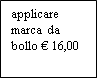 applicare
marca da
bollo € 16,00